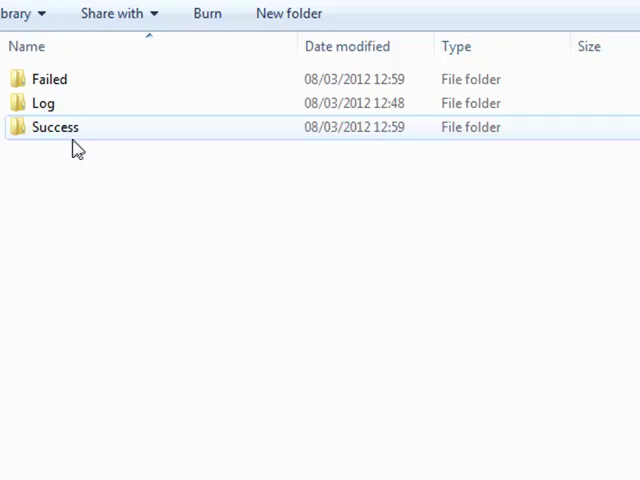 brary Share with Burn New folder
Name Date modified Type Size
Failed 08/03/2012 12:59 File folder
Log 08/03/2012 12:48 File folder
Success 08/03/2012 12:59 File folder